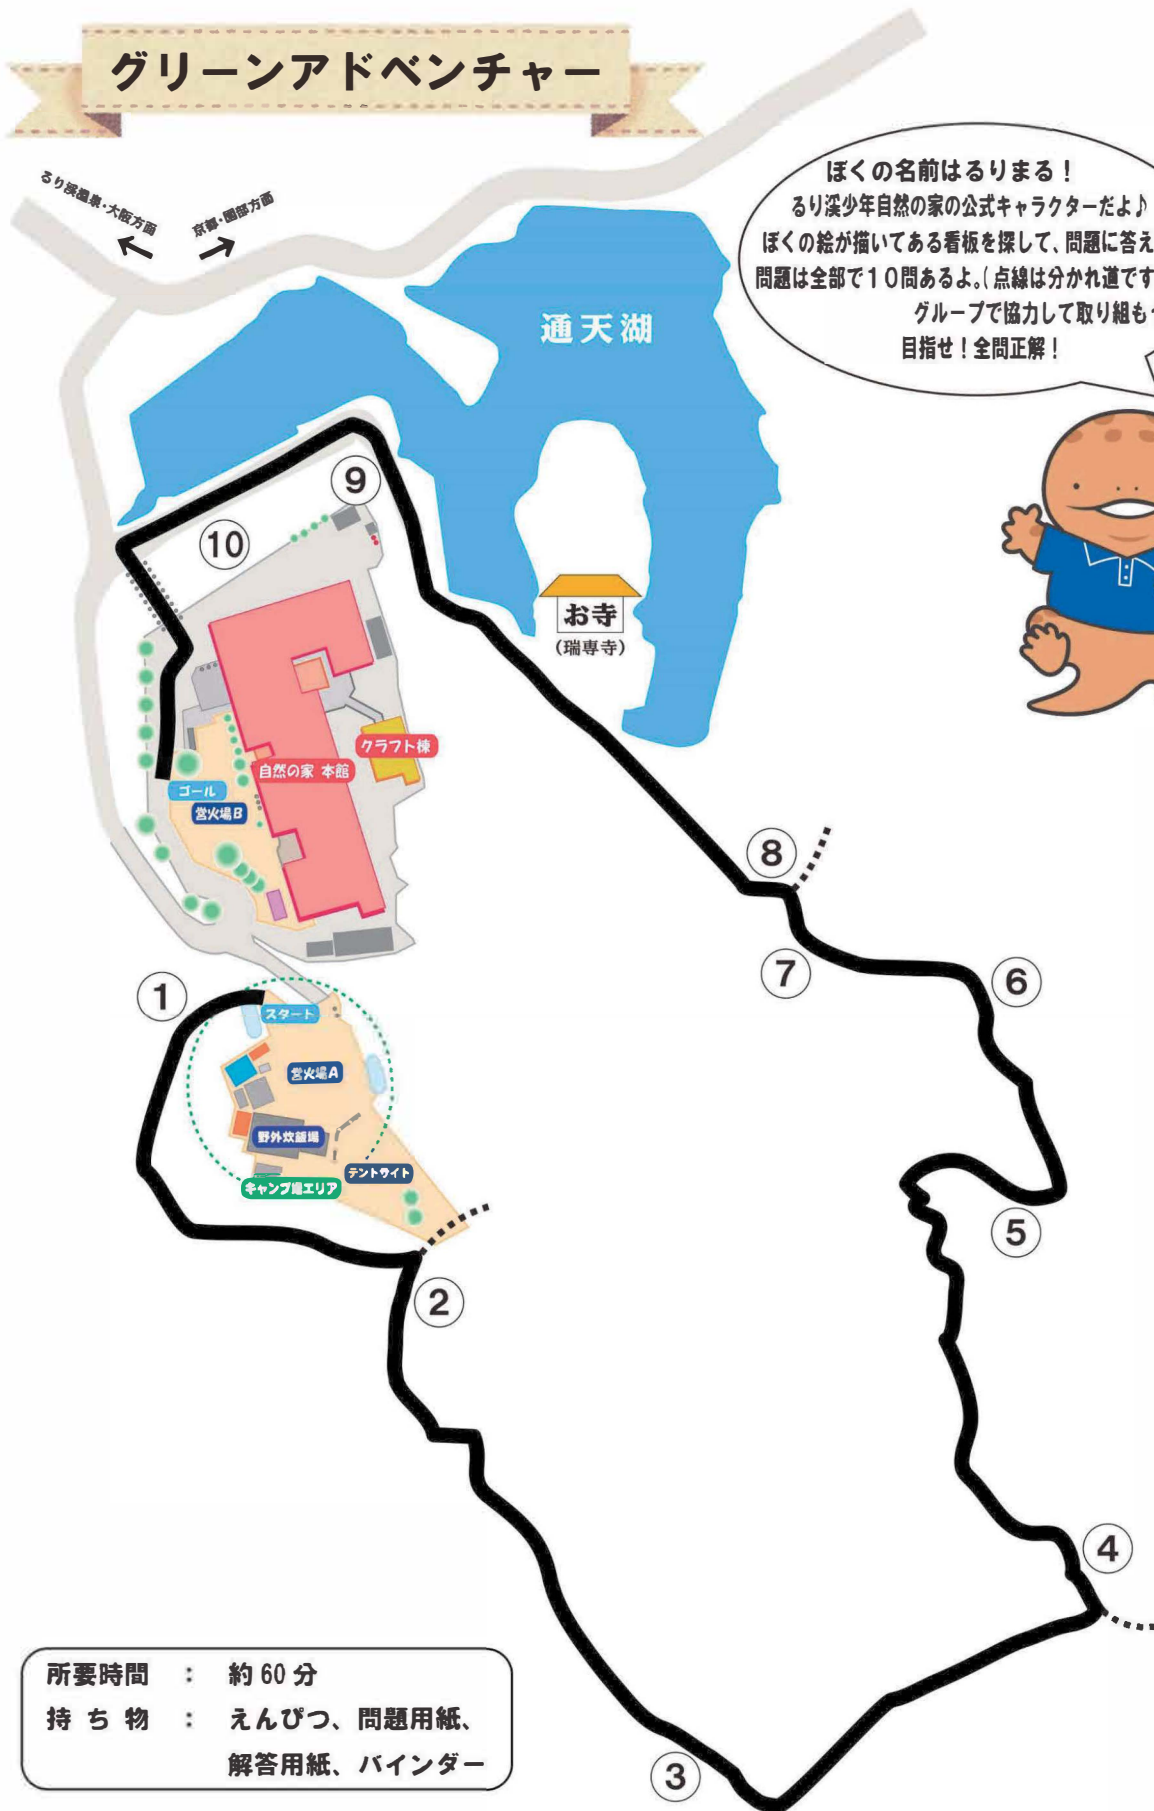 グリーンアドベンチャー
るり渓温泉・大阪方面
京都・園部方面
ぼくの名前はるりまる！
るり渓少年自然の家の公式キャラクターだよ♪
ぼくの絵が描いてある看板を探して、問題に答え
問題は全部で１０問あるよ。（点線は分かれ道です
グループで協力して取り組も
目指せ！全問正解！
通天湖
⑨
⑩
お寺
（瑞専寺）
クラフト棟
自然の家 本館
ゴール
営火場B
⑧
⑦
⑥
①
スタート
営火場A
野外炊飯場
テントサイト
キャンプ場エリア
⑤
②
④
③
所要時間 ： 約60分
持ち物 ： えんぴつ、問題用紙、
解答用紙、バインダー